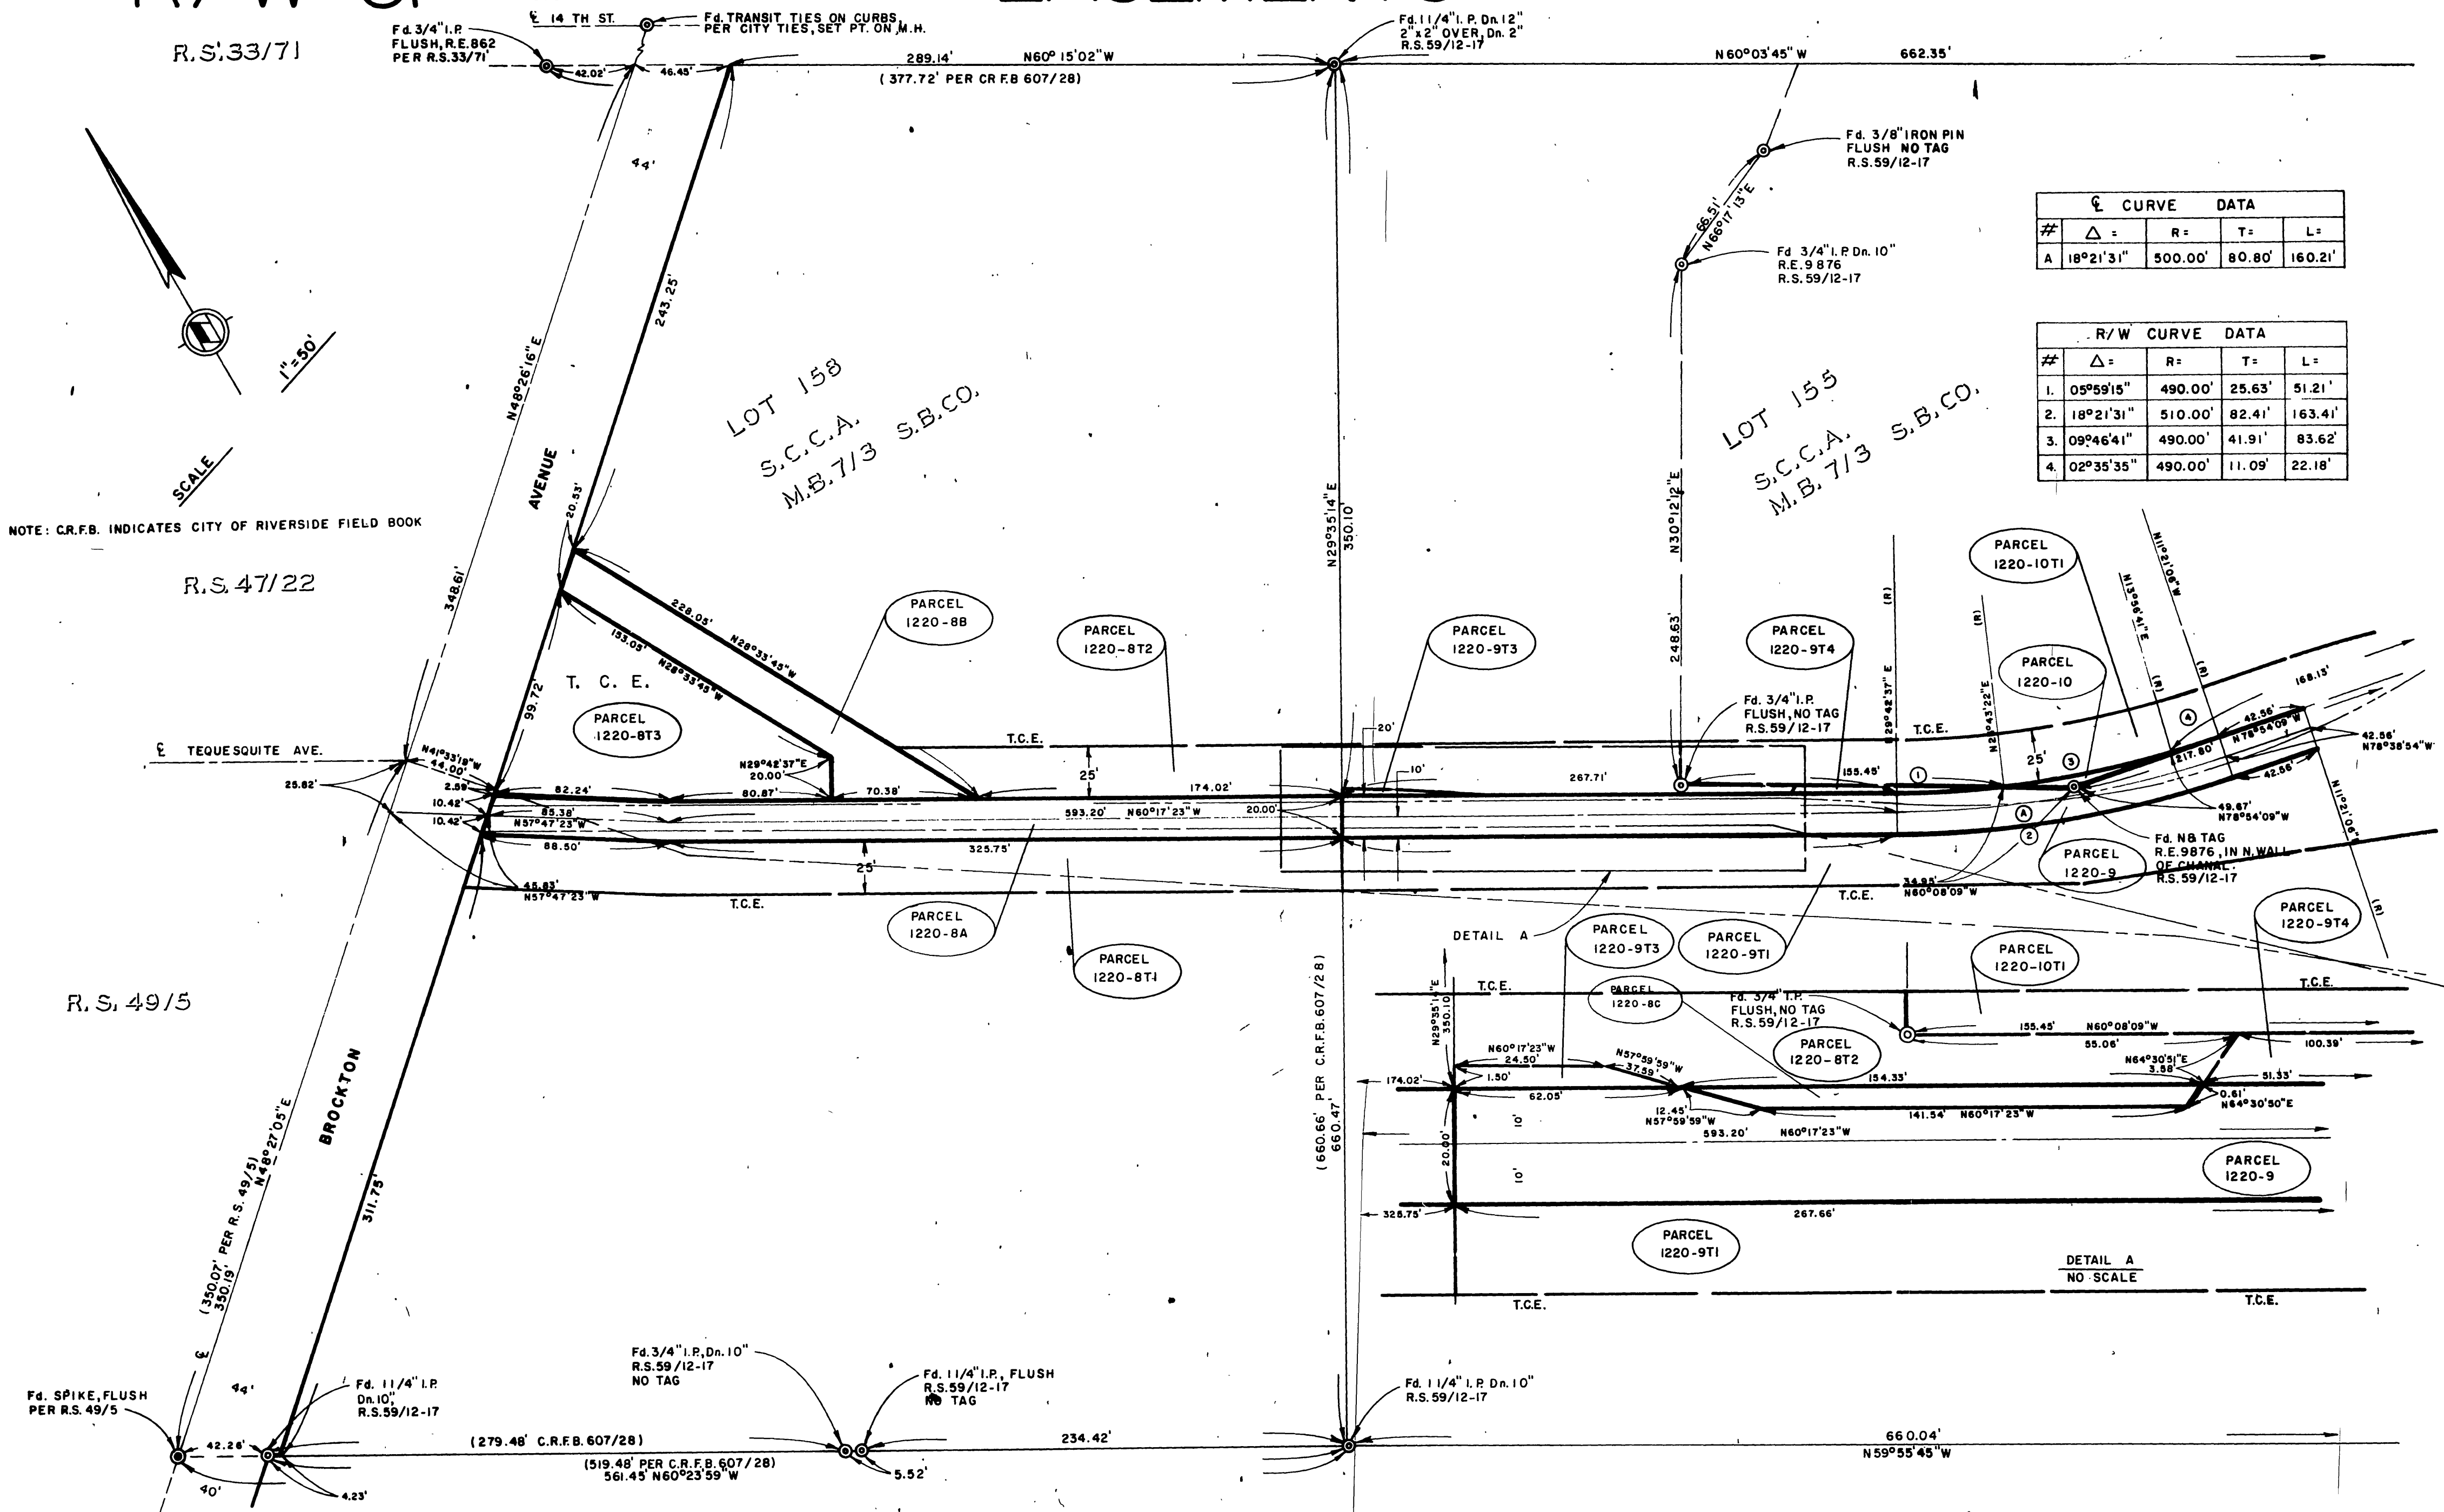 R.S. 33/71
Fd. 3/4" I.P.
FLUSH, R.E. 862
PER R.S. 33/71
℄ 14 TH ST.
Fd. TRANSIT TIES ON CURBS,
PER CITY TIES, SET PT. ON M.H.
42.02'
46.45'
289.14' N60°15'02"W
(377.72' PER CR F.B 607/28)
Fd. 1 1/4" I.P. Dn. 12"
2"x2" OVER, Dn. 2"
R.S. 59/12-17
N60°03'45"W 662.35'
44'
Fd. 3/8" IRON PIN
FLUSH NO TAG
R.S. 59/12-17
66.51'
N66°17'13"E
Fd. 3/4" I.P. Dn. 10"
R.E. 9876
R.S. 59/12-17
℄ CURVE DATA
# △ = R= T= L=
A 18°21'31" 500.00' 80.80' 160.21'
R/W CURVE DATA
# △ = R= T= L=
1. 05°59'15" 490.00' 25.63' 51.21'
2. 18°21'31" 510.00' 82.41' 163.41'
3. 09°46'41" 490.00' 41.91' 83.62'
4. 02°35'35" 490.00' 11.09' 22.18'
1"=50'
SCALE
NOTE: C.R.F.B. INDICATES CITY OF RIVERSIDE FIELD BOOK
R.S. 47/22
N48°26'16"E
243.25'
AVENUE
20.53'
348.61'
LOT 158
S.C.C.A.
M.B. 7/3 S.B.CO.
N29°35'14"E
350.10'
LOT 155
S.C.C.A.
M.B. 7/3 S.B.CO.
N30°12'12"E
248.63'
PARCEL
1220-8B
PARCEL
1220-8T2
PARCEL
1220-9T3
PARCEL
1220-9T4
PARCEL
1220-10T1
PARCEL
1220-10
228.05' N28°33'45"W
153.05' N28°33'45"W
99.72'
T. C. E.
PARCEL
1220-8T3
℄ TEQUESQUITE AVE.
N41°33'19"W
44.00'
25.82'
2.59'
10.42'
10.42'
82.24'
85.38'
N57°47'23"W
88.50'
45.83'
N57°47'23"W
N29°42'37"E
20.00'
80.87'
70.38'
T.C.E.
25'
174.02'
593.20' N60°17'23"W
20.00'
325.75'
25'
T.C.E.
20'
10'
267.71'
Fd. 3/4" I.P.
FLUSH, NO TAG
R.S. 59/12-17
155.45'
1
N29°42'37"E
(R)
N23°43'22"E
(R)
T.C.E.
25'
3
N13°56'41"E
(R)
N11°21'06"W
(R)
4
168.13'
42.56'
N78°54'09"W
217.80'
42.56'
N78°38'54"W
42.56'
49.67'
N78°54'09"W
A
2
N11°21'06"E
(R)
Fd. N& TAG
R.E. 9876, IN N. WALL
OF CHANAL.
R.S. 59/12-17
34.95'
N60°08'09"W
T.C.E.
PARCEL
1220-9
PARCEL
1220-8A
PARCEL
1220-8T1
DETAIL A
PARCEL
1220-9T3
PARCEL
1220-9T1
PARCEL
1220-10T1
PARCEL
1220-9T4
R.S. 49/5
T.C.E.
PARCEL
1220-8C
Fd. 3/4" I.P.
FLUSH, NO TAG
R.S. 59/12-17
T.C.E.
N29°35'14"E
350.10'
PARCEL
1220-8T2
155.45' N60°08'09"W
55.06'
100.39'
N60°17'23"W
24.50'
N57°59'59"W
37.59'
N64°30'51"E
3.58'
174.02'
1.50'
62.05'
154.33'
51.33'
0.61'
N64°30'50"E
12.45'
N57°59'59"W
141.54' N60°17'23"W
593.20' N60°17'23"W
10'
10'
20.00'
PARCEL
1220-9
325.75'
267.66'
PARCEL
1220-9T1
DETAIL A
NO SCALE
T.C.E.
T.C.E.
(660.66' PER C.R.F.B. 607/28)
660.47'
BROCKTON
N48°27'05"E
(350.07' PER R.S. 49/5)
350.19'
311.75'
℄
44'
Fd. SPIKE, FLUSH
PER R.S. 49/5
Fd. 1 1/4" I.P.
Dn. 10",
R.S. 59/12-17
42.26'
40'
4.23'
(279.48' C.R.F.B. 607/28)
(519.48' PER C.R.F.B. 607/28)
561.45' N60°23'59"W
Fd. 3/4" I.P., Dn. 10"
R.S. 59/12-17
NO TAG
Fd. 1 1/4" I.P., FLUSH
R.S. 59/12-17
NO TAG
5.52'
234.42'
Fd. 1 1/4" I.P. Dn. 10"
R.S. 59/12-17
660.04'
N59°55'45"W